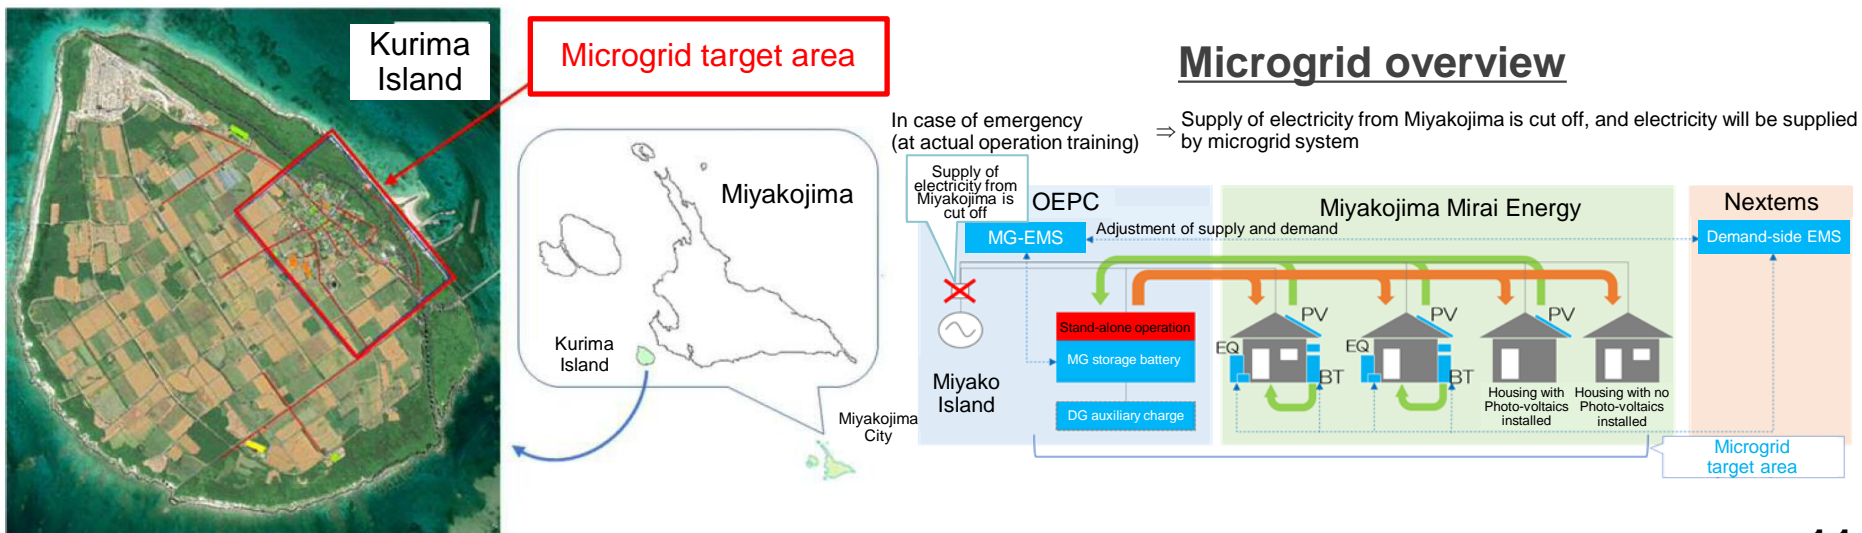 Kurima
Island
Microgrid target area
Miyakojima
Kurima
Island
Miyakojima
City
Microgrid overview
In case of emergency
(at actual operation training)
⇒
Supply of electricity from Miyakojima is cut off, and electricity will be supplied
by microgrid system
Supply of
electricity from
Miyakojima is
cut off
OEPC
Miyakojima Mirai Energy
Nextems
MG-EMS
Adjustment of supply and demand
Demand-side EMS
Stand-alone operation
MG storage battery
DG auxiliary charge
Miyako
Island
PV
EQ
BT
PV
EQ
BT
PV
Housing with
Photo-voltaics
installed
Housing with no
Photo-voltaics
installed
Microgrid
target area